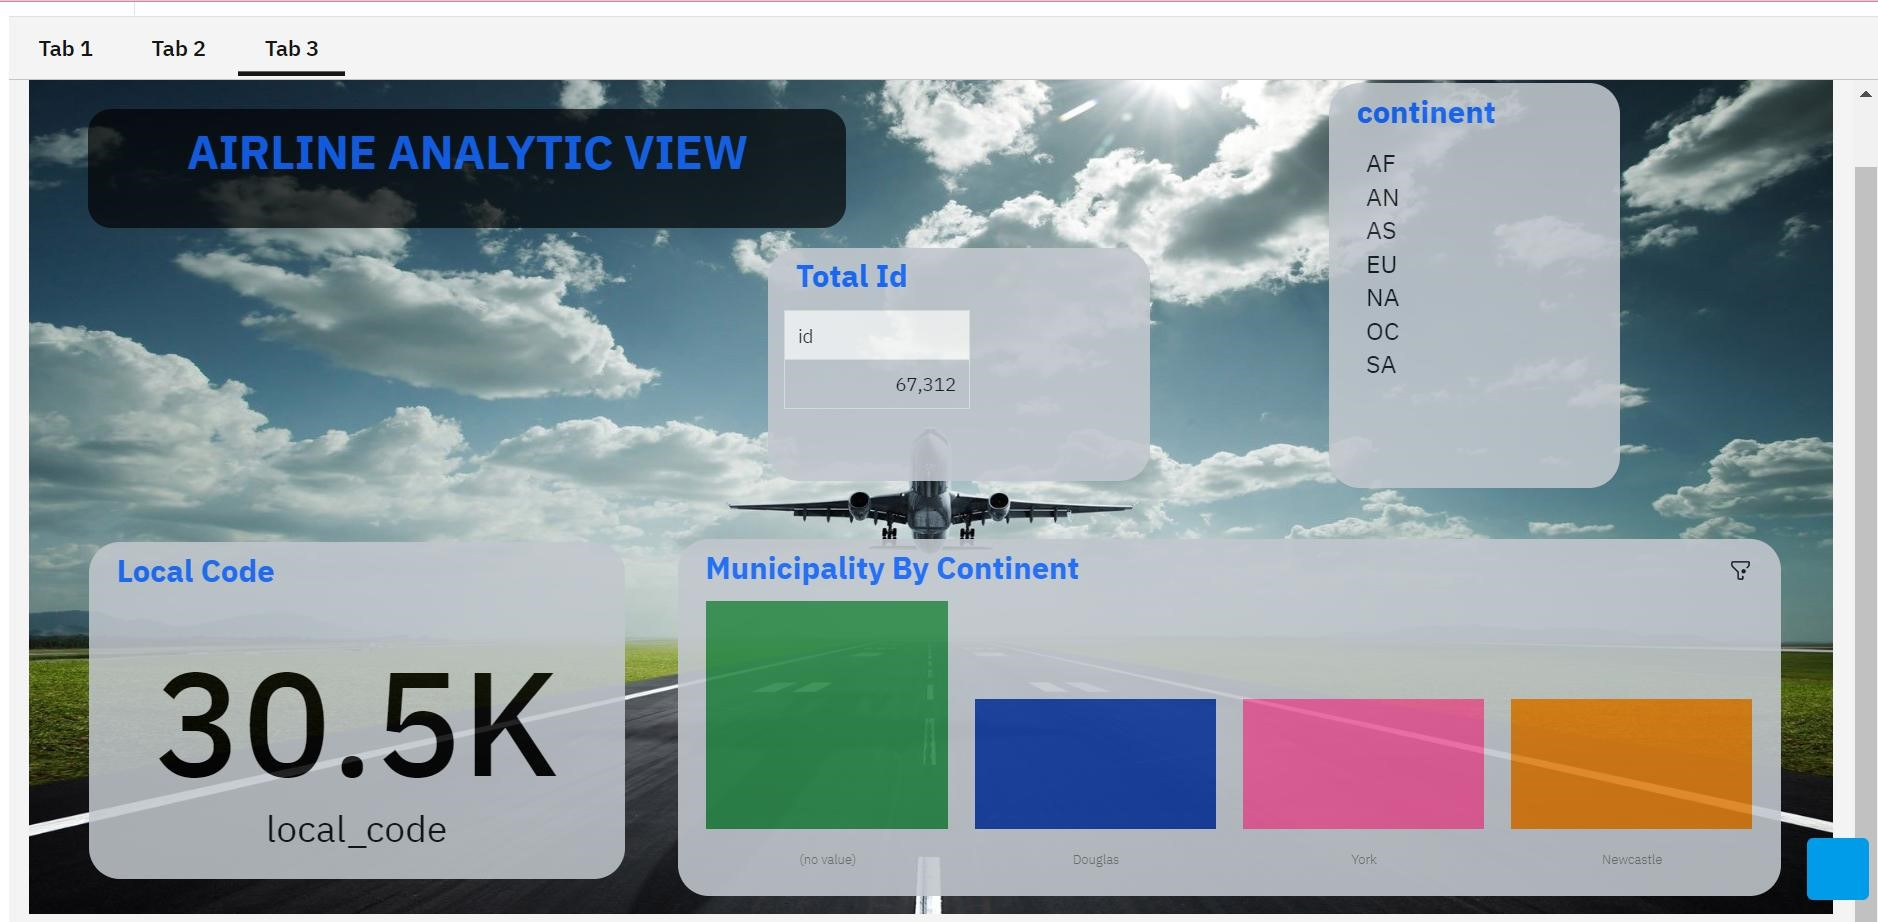 Tab 1
Tab 2
Tab 3
AIRLINE ANALYTIC VIEW
continent
AF
AN
AS
EU
NA
OC
SA
Total Id
id
67,312
Local Code
30.5K
local_code
Municipality By Continent
(no value)
Douglas
York
Newcastle